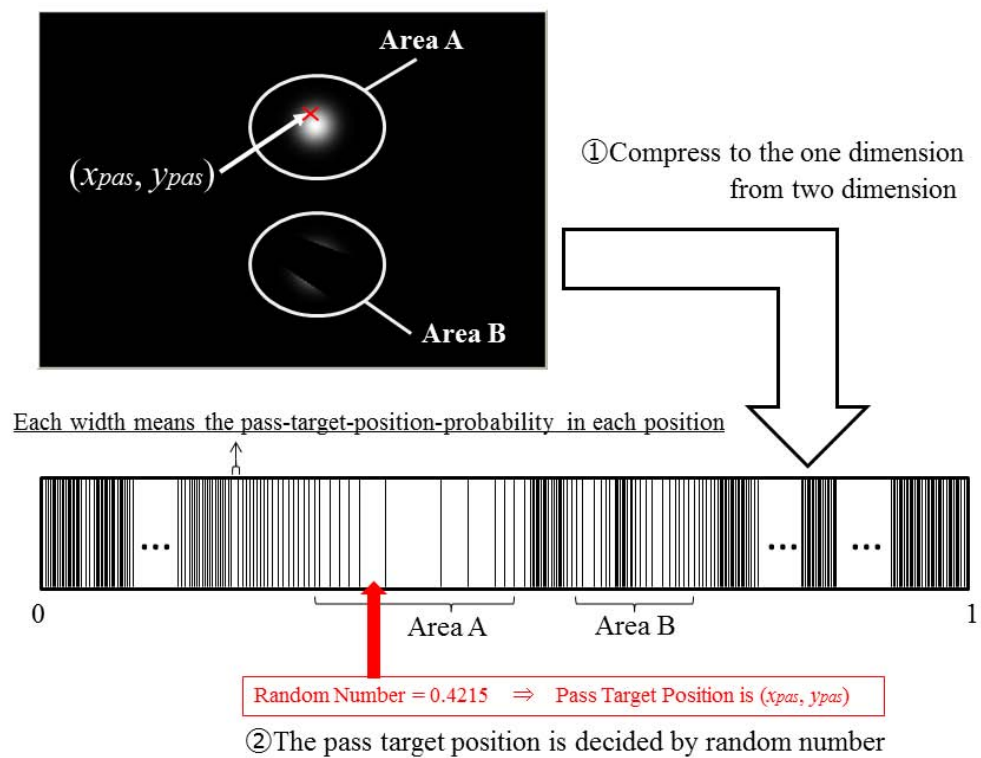 Area A
(xpas, ypas)
Area B
①Compress to the one dimension
from two dimension
Each width means the pass-target-position-probability in each position
... ... ...
0 Area A Area B 1
Random Number = 0.4215 ⇒ Pass Target Position is (xpas, ypas)
②The pass target position is decided by random number